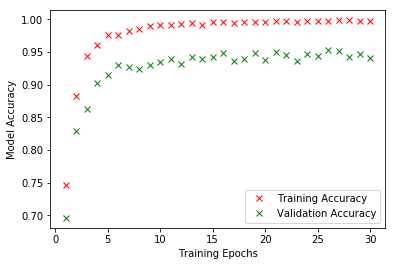 1.00
0.95
0.90
0.85
0.80
0.75
0.70
Model Accuracy
Training Accuracy
Validation Accuracy
0 5 10 15 20 25 30
Training Epochs